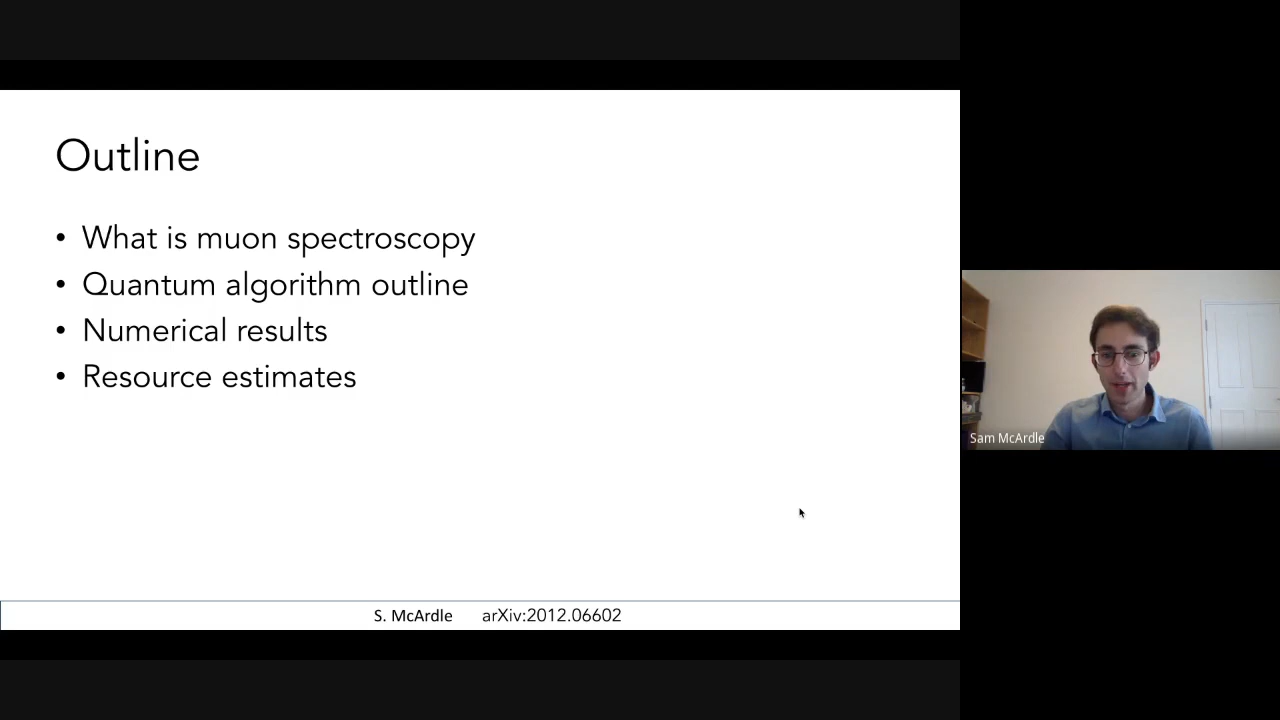 Outline
• What is muon spectroscopy
• Quantum algorithm outline
• Numerical results
• Resource estimates
S. McArdle arXiv:2012.06602
Sam McArdle